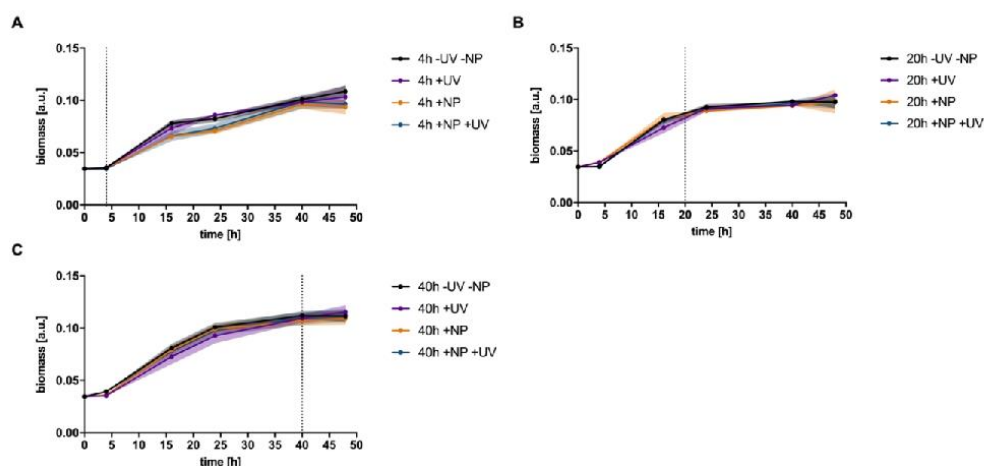 A
0.15
0.10
0.05
0.00
biomass [a.u.]
0 5 10 15 20 25 30 35 40 45 50
time [h]
4h -UV -NP
4h +UV
4h +NP
4h +NP +UV
B
0.15
0.10
0.05
0.00
biomass [a.u.]
0 5 10 15 20 25 30 35 40 45 50
time [h]
20h -UV -NP
20h +UV
20h +NP
20h +NP +UV
C
0.15
0.10
0.05
0.00
biomass [a.u.]
0 5 10 15 20 25 30 35 40 45 50
time [h]
40h -UV -NP
40h +UV
40h +NP
40h +NP +UV